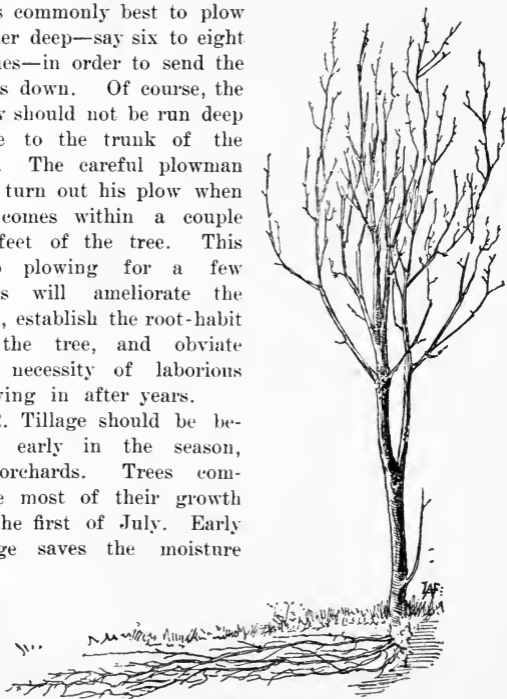 s commonly best to plow
er deep—say six to eight
nes—in order to send the
s down. Of course, the
v should not be run deep
e to the trunk of the
. The careful plowman
turn out his plow when
comes within a couple
feet of the tree. This
plowing for a few
s will ameliorate the
, establish the root-habit
the tree, and obviate
necessity of laborious
ving in after years.
. Tillage should be be-
early in the season,
orchards. Trees com-
e most of their growth
he first of July. Early
ge saves the moisture